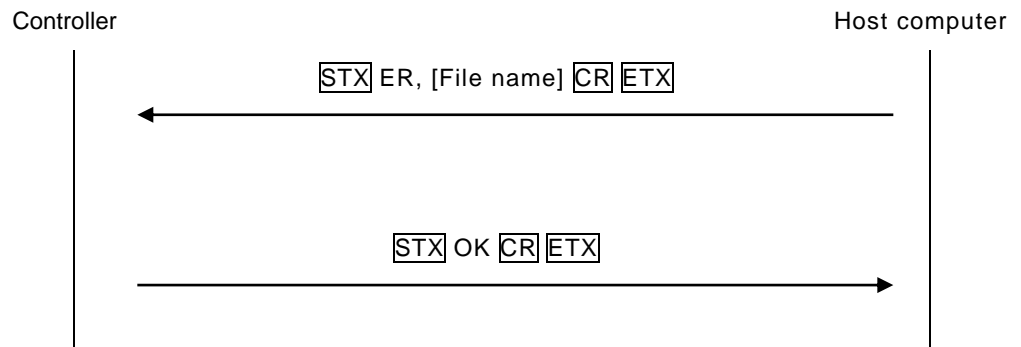 Controller
Host computer
STX ER, [File name] CR ETX
STX OK CR ETX